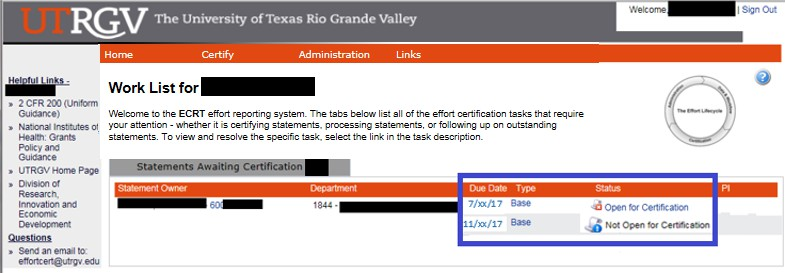 UTRGV The University of Texas Rio Grande Valley
Welcome, | Sign Out
Home Certify Administration Links
Helpful Links -
» 2 CFR 200 (Uniform
Guidance)
» National Institutes of
Health: Grants
Policy and
Guidance
» UTRGV Home Page
» Division of
Research,
Innovation and
Economic
Development
Questions
» Send an email to:
effortcert@utrgv.edu
Work List for
Welcome to the ECRT effort reporting system. The tabs below list all of the effort certification tasks that require
your attention - whether it is certifying statements, processing statements, or following up on outstanding
statements. To view and resolve the specific task, select the link in the task description.
The Effort Lifecycle
Certification
?
Statements Awaiting Certification
Statement Owner Department Due Date Type Status PI
600 1844 - 7/xx/17 Base Open for Certification
11/xx/17 Base Not Open for Certification